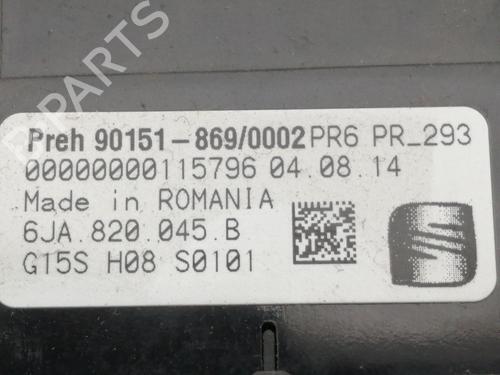 B-PARTS
Preh 90151-869/0002 PR6 PR_293
00000000115796 04.08.14
Made in ROMANIA
6JA.820.045.B
G15S H08 S0101